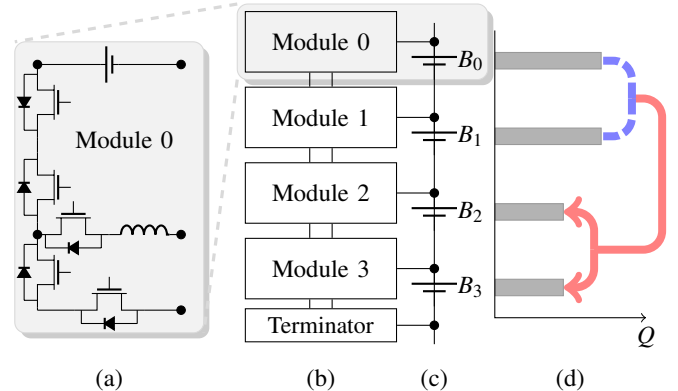 Module 0
Module 0
B0
Module 1
B1
Module 2
B2
Module 3
B3
Terminator
Q
(a)
(b)
(c)
(d)